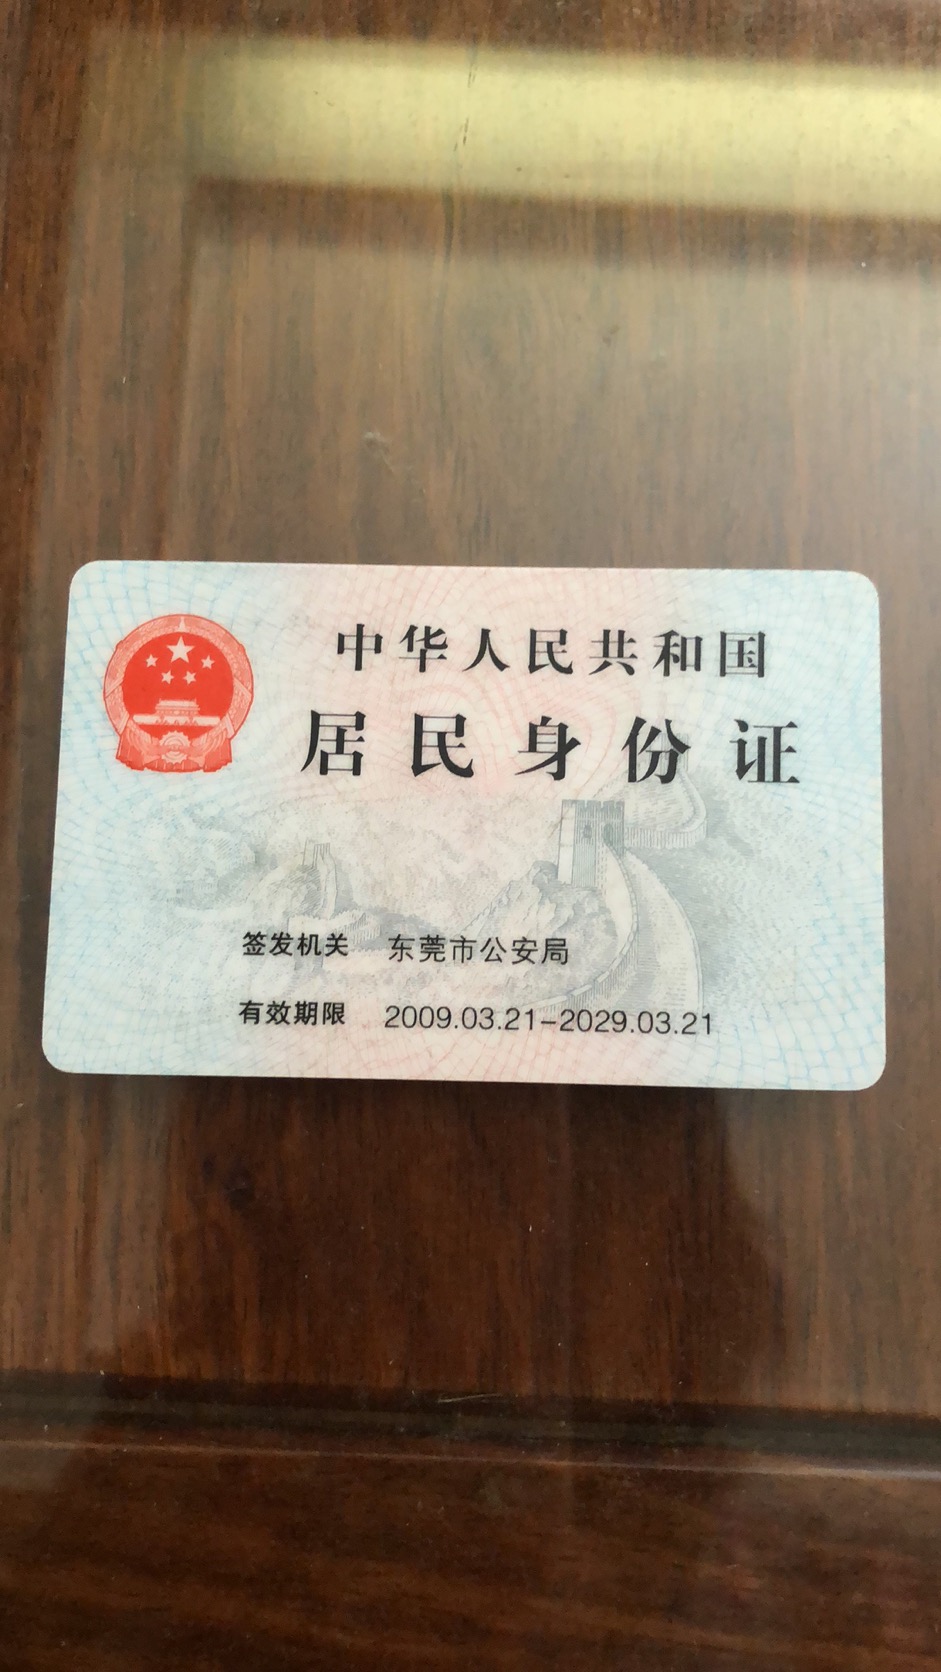 中华人民共和国
居民身份证
签发机关 东莞市公安局
有效期限 2009.03.21-2029.03.21